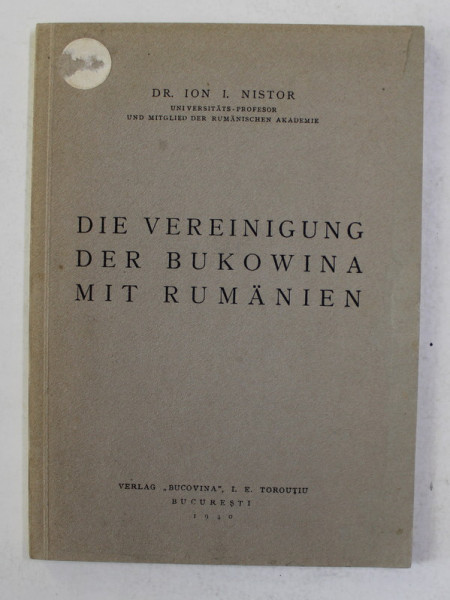 DR. ION I. NISTOR
UNIVERSITÄTS-PROFESOR
UND MITGLIED DER RUMÄNISCHEN AKADEMIE
DIE VEREINIGUNG
DER BUKOWINA
MIT RUMÄNIEN
VERLAG „BUCOVINA", I. E. TOROUȚIU
BUCUREȘTI
1940